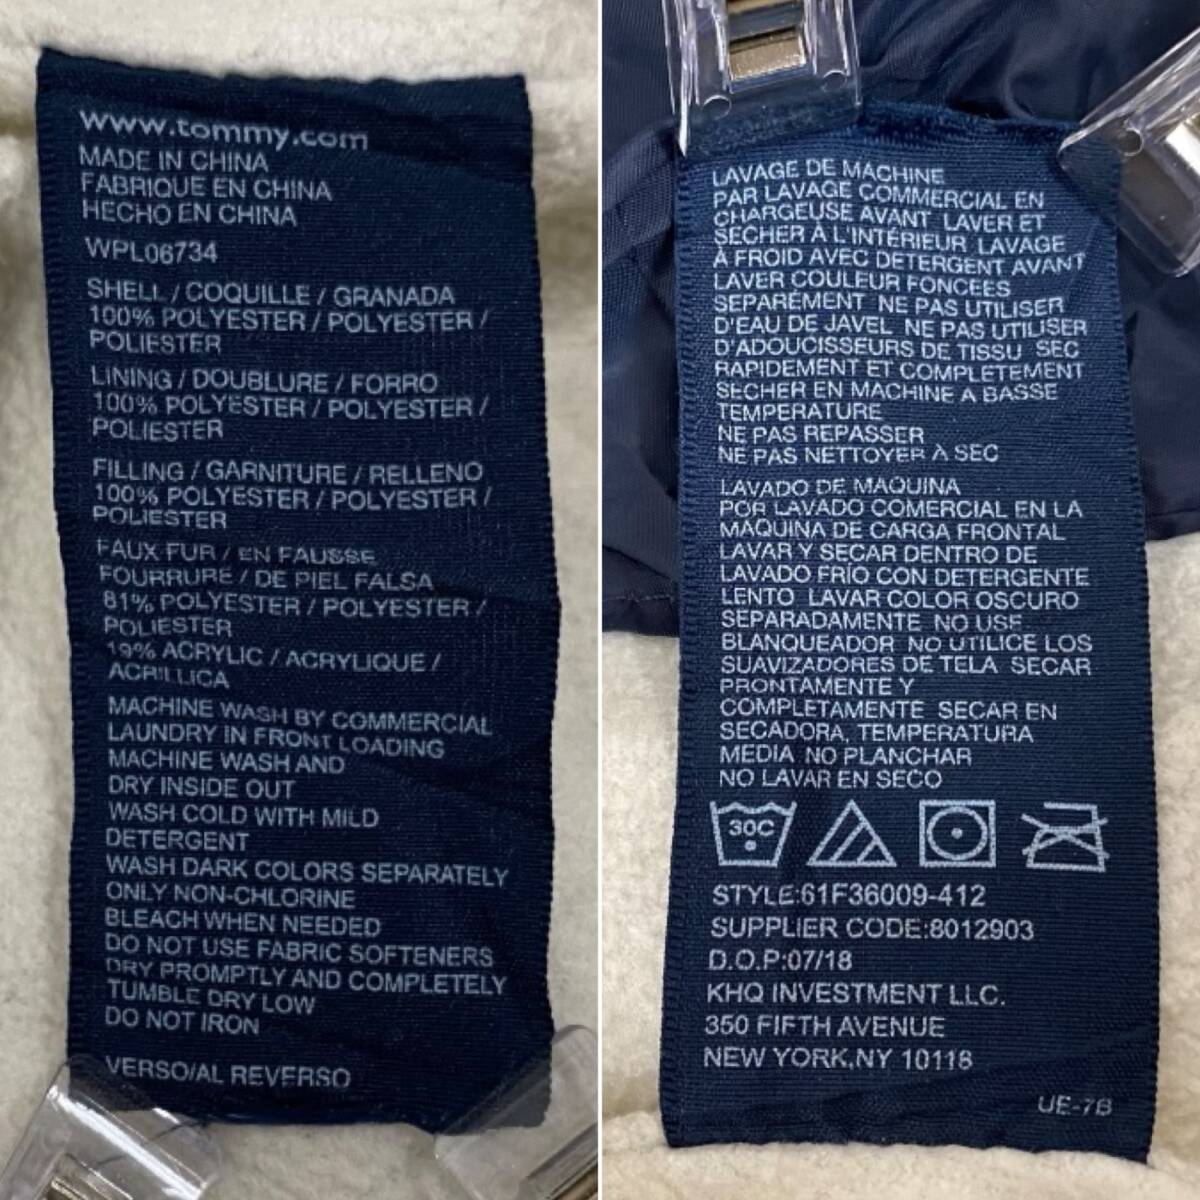 www.tommy.com
MADE IN CHINA
FABRIQUE EN CHINA
HECHO EN CHINA
WPL06734
SHELL / COQUILLE / GRANADA
100% POLYESTER / POLYESTER /
POLIESTER
LINING / DOUBLURE / FORRO
100% POLYESTER / POLYESTER /
POLIESTER
FILLING / GARNITURE / RELLENO
100% POLYESTER / POLYESTER /
POLIESTER
FAUX FUR / EN FAUSSE
FOURRURE / DE PIEL FALSA
81% POLYESTER / POLYESTER /
POLIESTER
19% ACRYLIC / ACRYLIQUE /
ACRILLICA
MACHINE WASH BY COMMERCIAL
LAUNDRY IN FRONT LOADING
MACHINE WASH AND
DRY INSIDE OUT
WASH COLD WITH MILD
DETERGENT
WASH DARK COLORS SEPARATELY
ONLY NON-CHLORINE
BLEACH WHEN NEEDED
DO NOT USE FABRIC SOFTENERS
DRY PROMPTLY AND COMPLETELY
TUMBLE DRY LOW
DO NOT IRON
VERSO/AL REVERSO
LAVAGE DE MACHINE
PAR LAVAGE COMMERCIAL EN
CHARGEUSE AVANT LAVER ET
SECHER À L'INTÉRIEUR LAVAGE
À FROID AVEC DETERGENT AVANT
LAVER COULEUR FONCEES
SEPARÉMENT NE PAS UTILISER
D'EAU DE JAVEL NE PAS UTILISER
D'ADOUCISSEURS DE TISSU SEC
RAPIDEMENT ET COMPLETEMENT
SECHER EN MACHINE A BASSE
TEMPERATURE
NE PAS REPASSER
NE PAS NETTOYER À SEC
LAVADO DE MAQUINA
POR LAVADO COMERCIAL EN LA
MÁQUINA DE CARGA FRONTAL
LAVAR Y SECAR DENTRO DE
LAVADO FRÍO CON DETERGENTE
LENTO LAVAR COLOR OSCURO
SEPARADAMENTE NO USE
BLANQUEADOR NO UTILICE LOS
SUAVIZADORES DE TELA SECAR
PRONTAMENTE Y
COMPLETAMENTE SECAR EN
SECADORA, TEMPERATURA
MEDIA NO PLANCHAR
NO LAVAR EN SECO
30C
STYLE:61F36009-412
SUPPLIER CODE:8012903
D.O.P:07/18
KHQ INVESTMENT LLC.
350 FIFTH AVENUE
NEW YORK,NY 10118
UE-7B